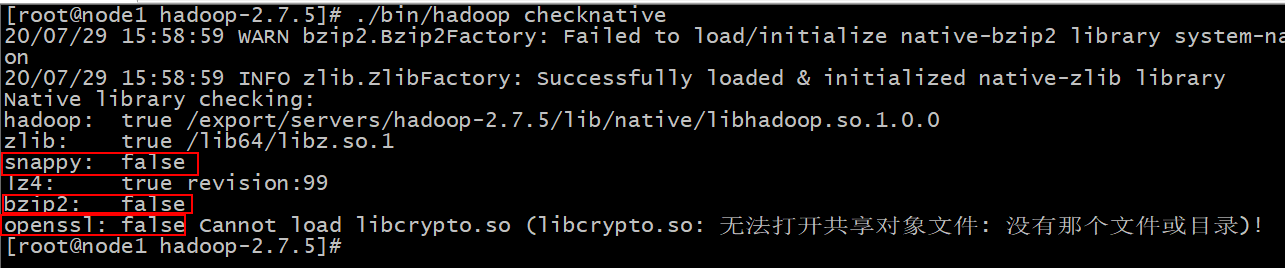 [root@node1 hadoop-2.7.5]# ./bin/hadoop checknative
20/07/29 15:58:59 WARN bzip2.Bzip2Factory: Failed to load/initialize native-bzip2 library system-na
on
20/07/29 15:58:59 INFO zlib.ZlibFactory: Successfully loaded & initialized native-zlib library
Native library checking:
hadoop:  true /export/servers/hadoop-2.7.5/lib/native/libhadoop.so.1.0.0
zlib:    true /lib64/libz.so.1
snappy:  false
lz4:     true revision:99
bzip2:   false
openssl: false Cannot load libcrypto.so (libcrypto.so: 无法打开共享对象文件: 没有那个文件或目录)!
[root@node1 hadoop-2.7.5]#